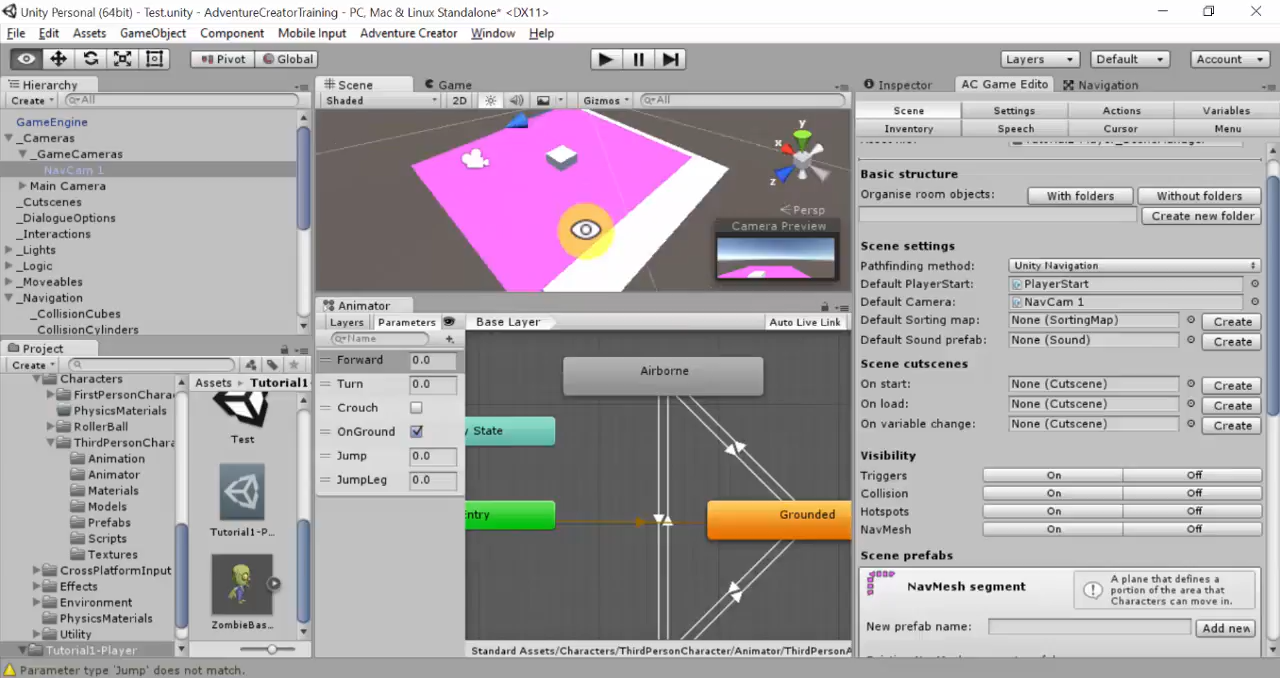 Unity Personal (64bit) - Test.unity - AdventureCreatorTraining - PC, Mac & Linux Standalone* <DX11>
File Edit Assets GameObject Component Mobile Input Adventure Creator Window Help
Pivot Global Layers Default Account
Hierarchy
Create All
GameEngine
_Cameras
_GameCameras
NavCam 1
Main Camera
_Cutscenes
_DialogueOptions
_Interactions
_Lights
_Logic
_Moveables
_Navigation
_CollisionCubes
_CollisionCylinders
Project
Create
Characters
FirstPersonCharac
PhysicsMaterials
RollerBall
ThirdPersonChara
Animation
Animator
Materials
Models
Prefabs
Scripts
Textures
CrossPlatformInput
Effects
Environment
PhysicsMaterials
Utility
Tutorial1-Player
Assets Tutorial1
Test
Tutorial1-P...
ZombieBas...
Scene Game
Shaded 2D Gizmos All
y
x
z
Persp
Camera Preview
Animator
Layers Parameters Base Layer Auto Live Link
Name
Forward 0.0
Turn 0.0
Crouch
OnGround
Jump 0.0
JumpLeg 0.0
Airborne
y State
Entry
Grounded
Standard Assets/Characters/ThirdPersonCharacter/Animator/ThirdPersonA
Inspector AC Game Edito Navigation
Scene Settings Actions Variables
Inventory Speech Cursor Menu
Basic structure
Organise room objects: With folders Without folders
Create new folder
Scene settings
Pathfinding method: Unity Navigation
Default PlayerStart: PlayerStart
Default Camera: NavCam 1
Default Sorting map: None (SortingMap) Create
Default Sound prefab: None (Sound) Create
Scene cutscenes
On start: None (Cutscene) Create
On load: None (Cutscene) Create
On variable change: None (Cutscene) Create
Visibility
Triggers On Off
Collision On Off
Hotspots On Off
NavMesh On Off
Scene prefabs
NavMesh segment
A plane that defines a
portion of the area that
Characters can move in.
New prefab name: Add new
Parameter type 'Jump' does not match.